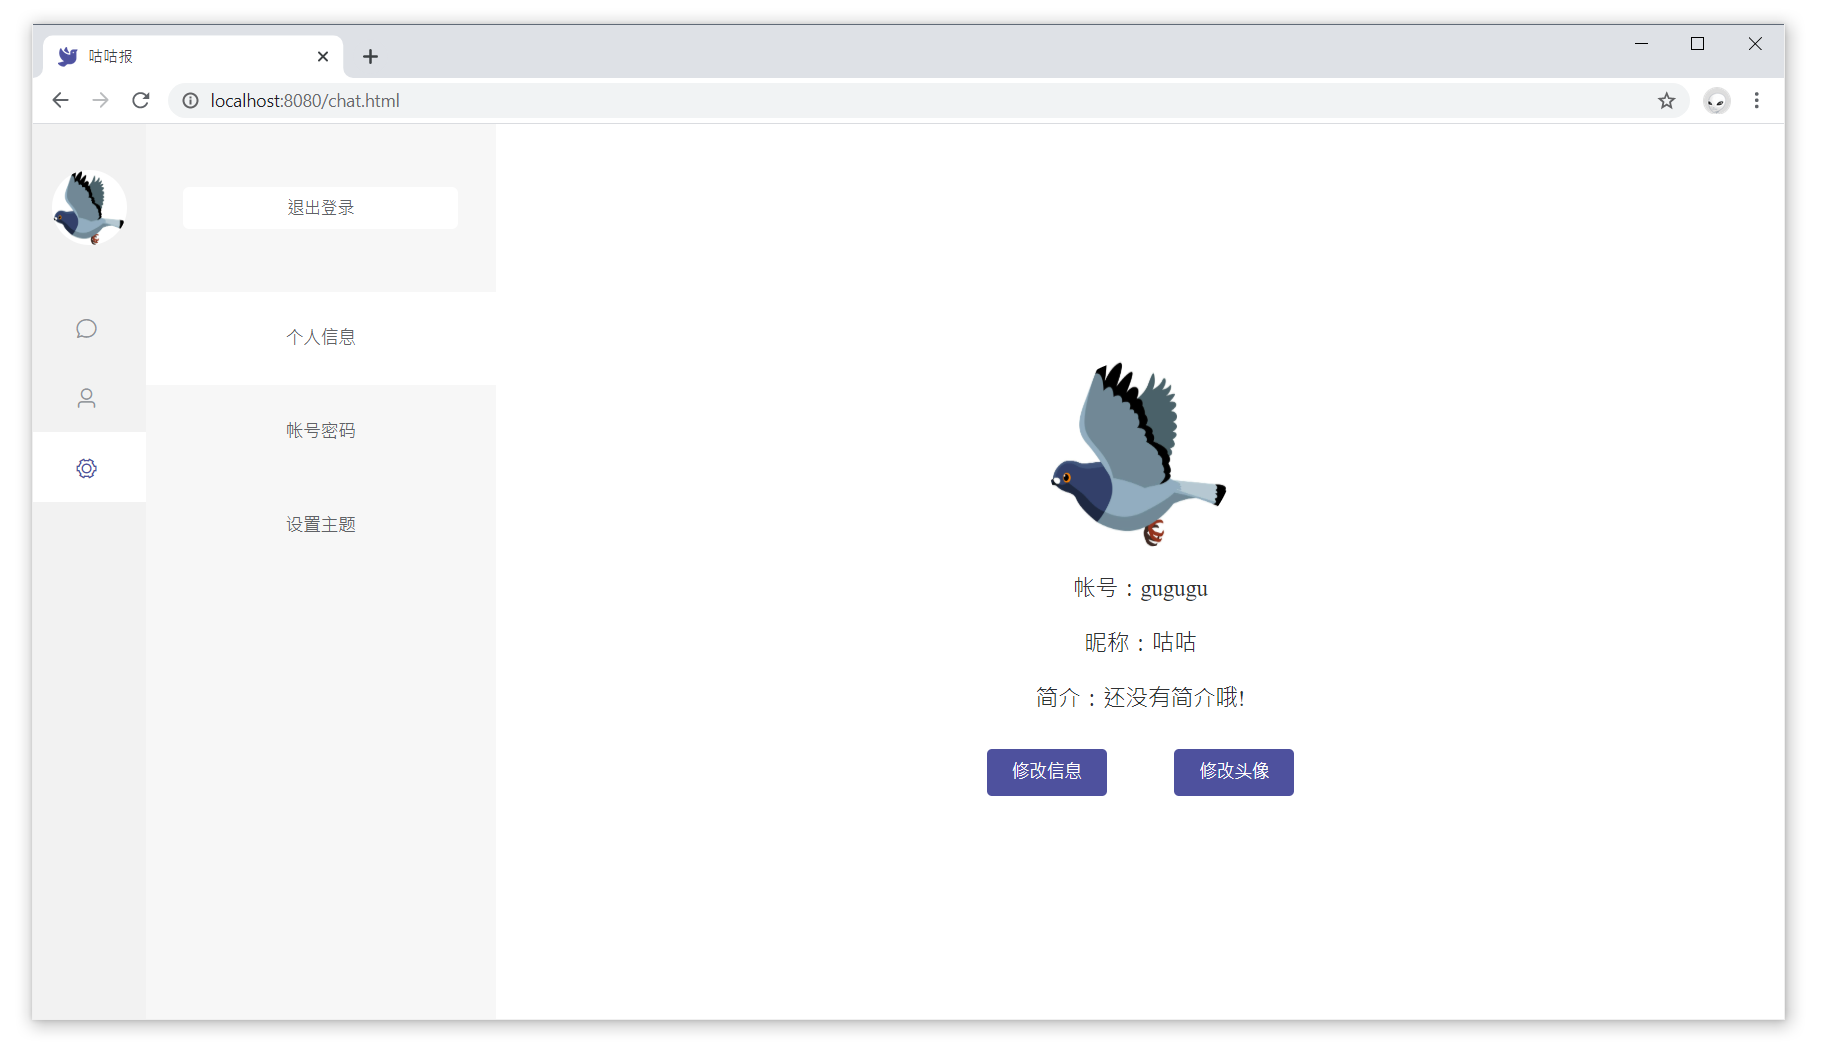 咕咕报
localhost:8080/chat.html
退出登录
个人信息
帐号密码
设置主题
帐号：gugugu
昵称：咕咕
简介：还没有简介哦!
修改信息
修改头像